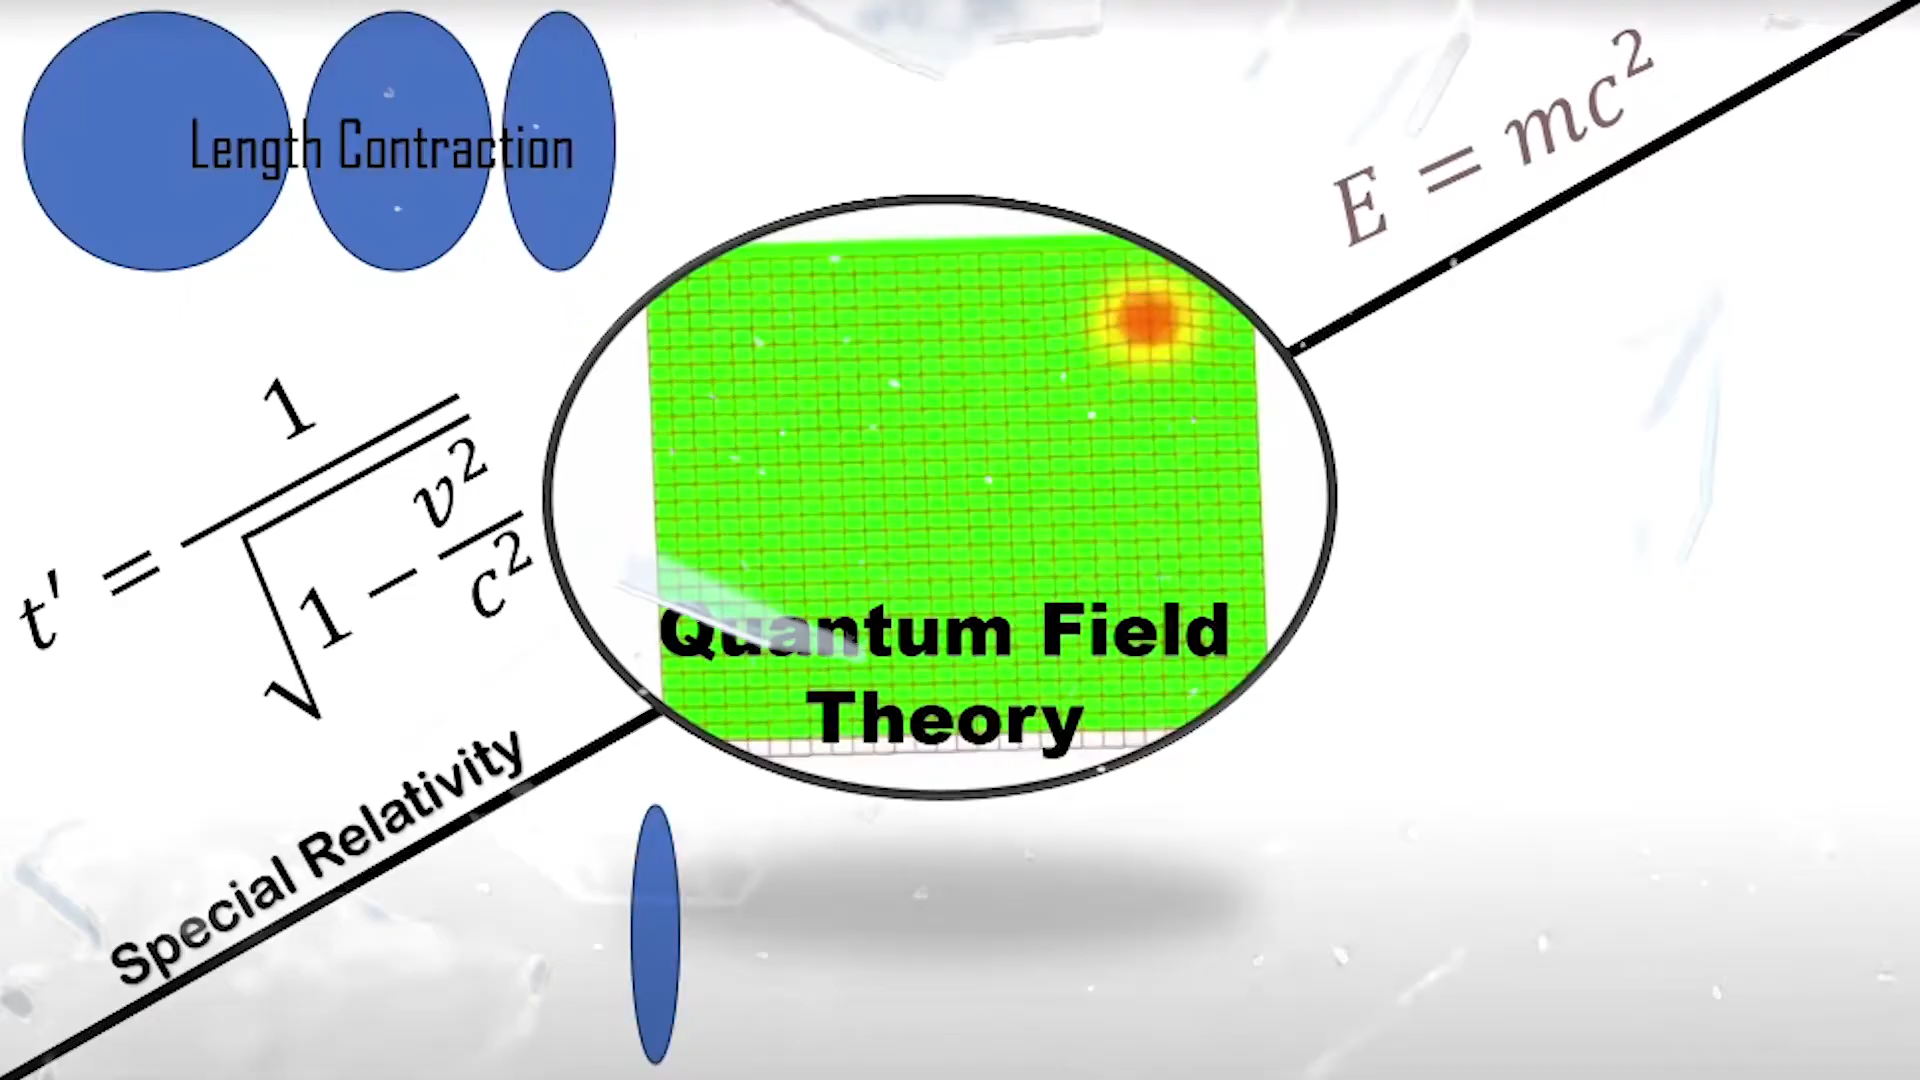 Length Contraction
E = mc²
t' = 1 / √(1 − v²/c²)
Quantum Field
Theory
Special Relativity